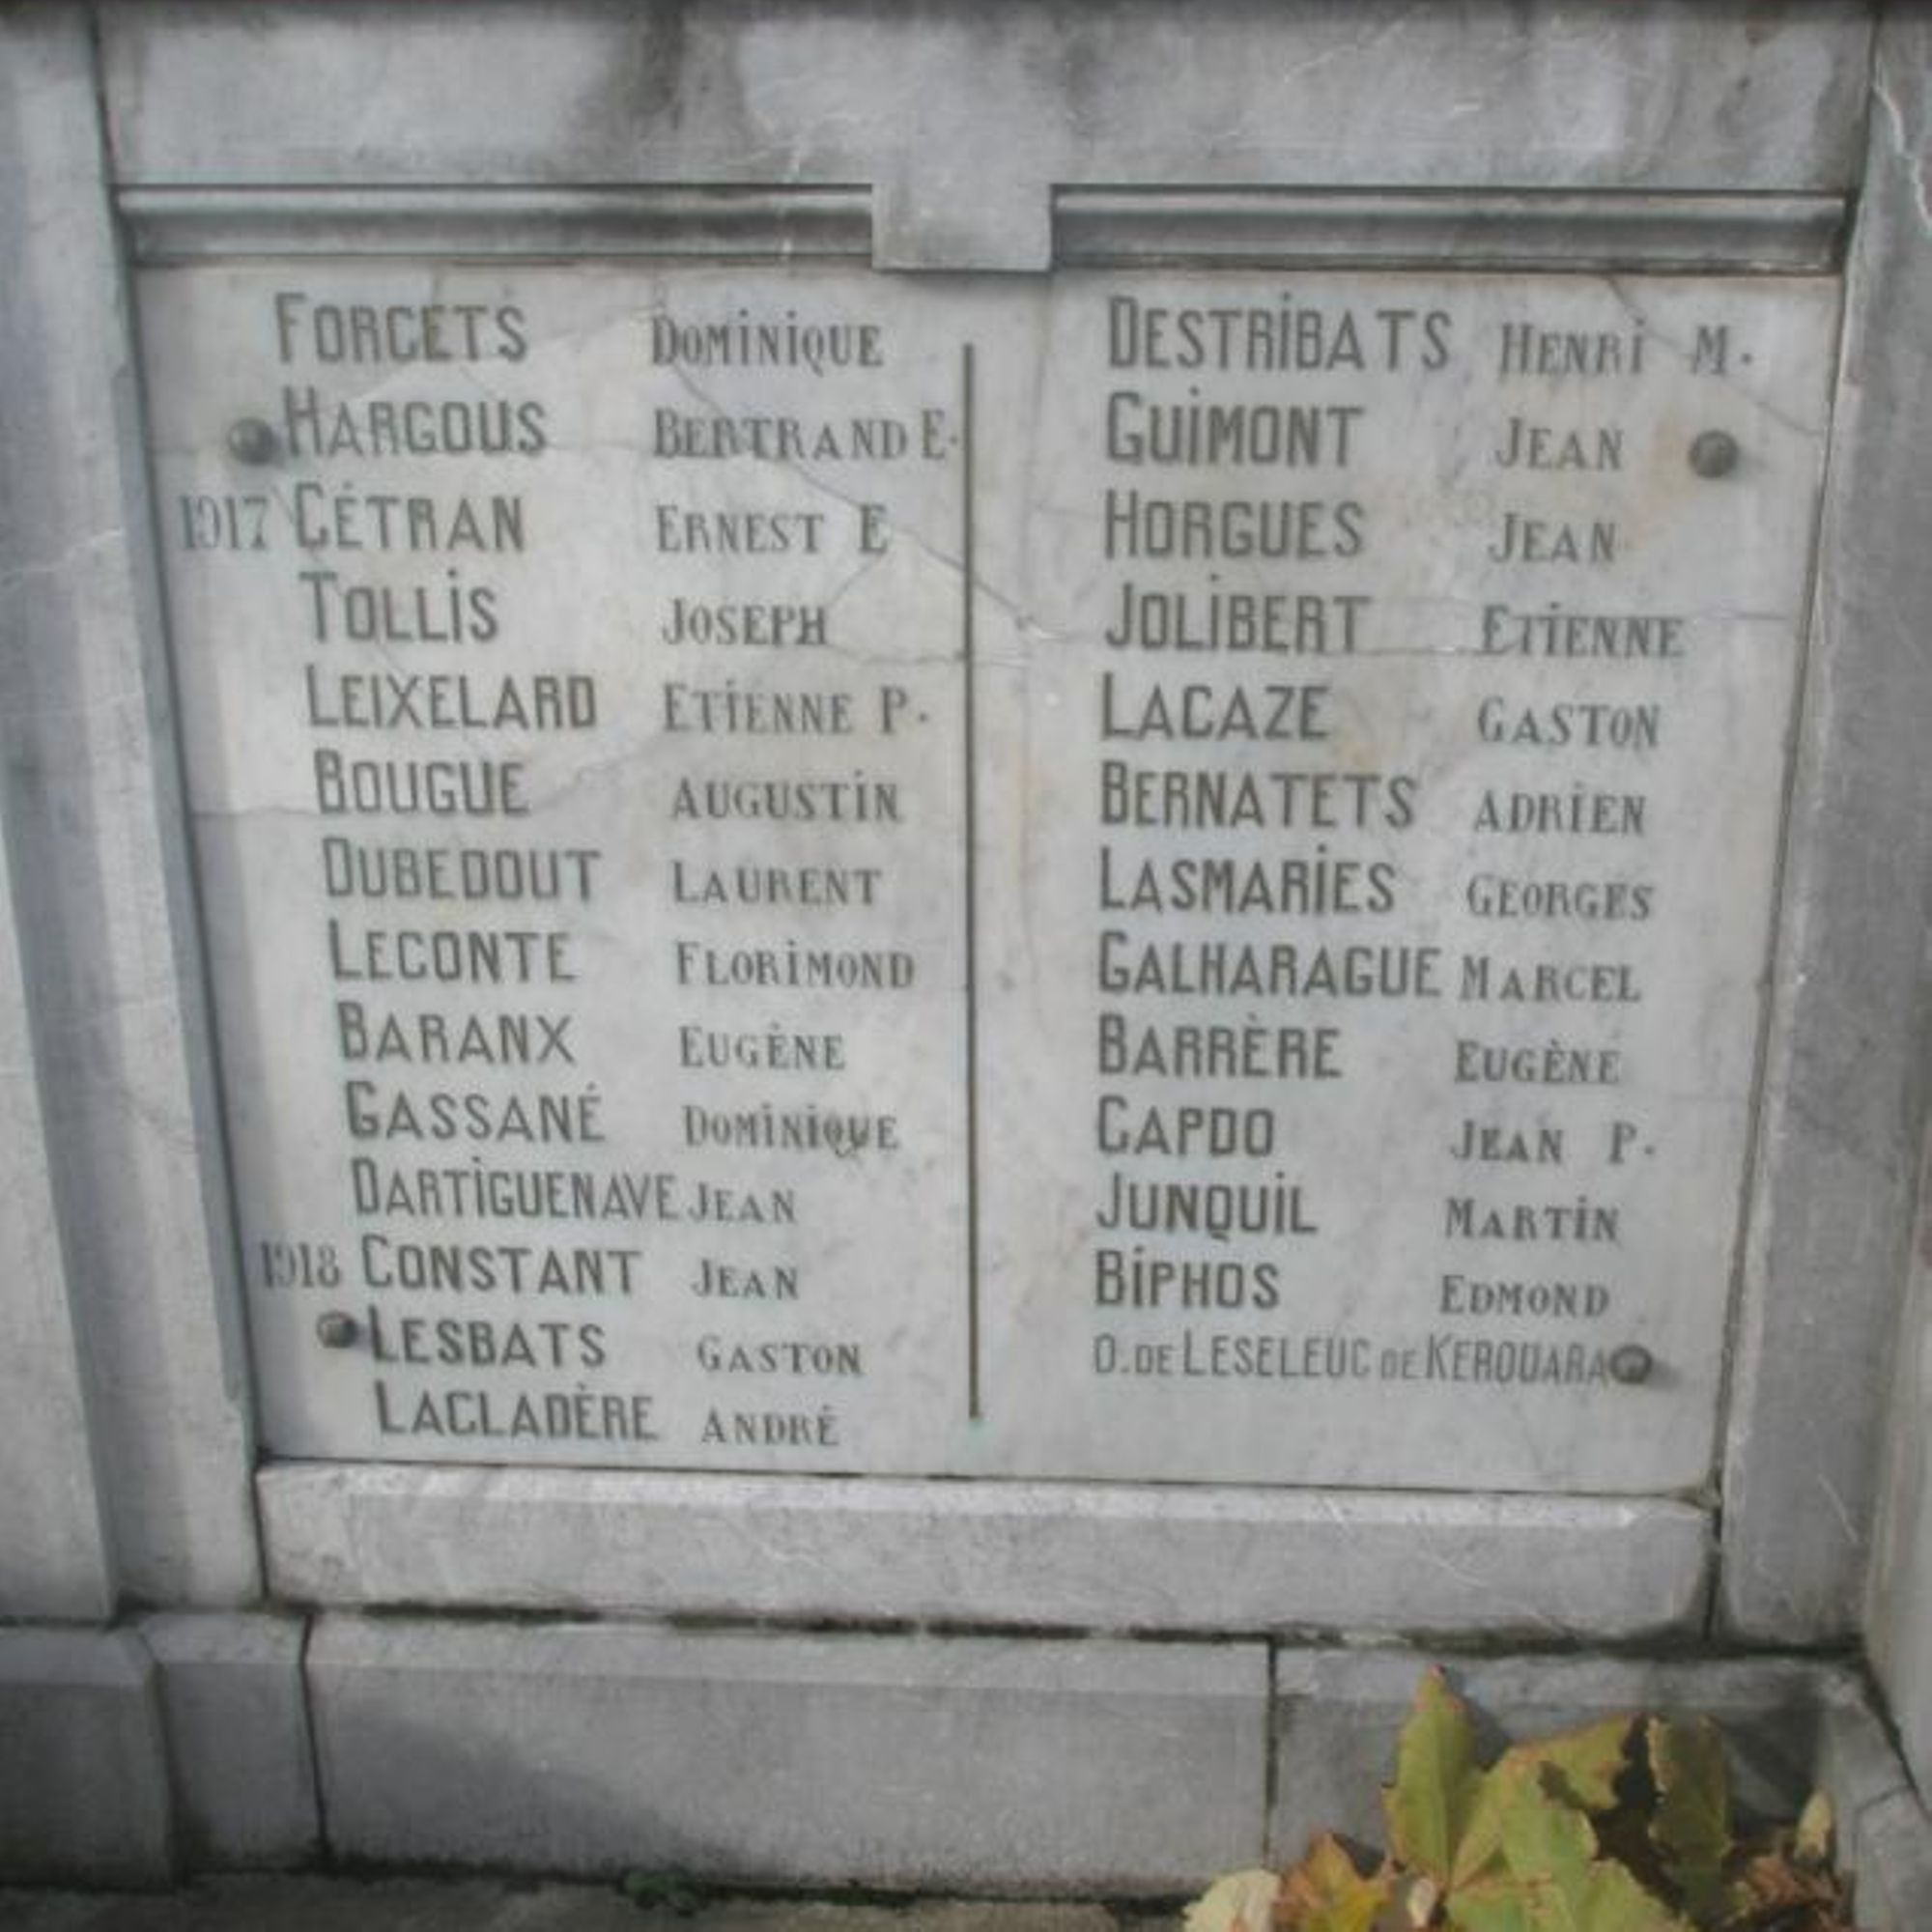 FORCETS DOMINIQUE
HARGOUS BERTRAND E.
1917 CÉTRAN ERNEST E
TOLLIS JOSEPH
LEIXELARD ETIENNE P.
BOUGUE AUGUSTIN
DUBEDOUT LAURENT
LECONTE FLORIMOND
BARANX EUGÈNE
GASSANÉ DOMINIQUE
DARTIGUENAVE JEAN
1918 CONSTANT JEAN
LESBATS GASTON
LACLADÈRE ANDRÉ
DESTRIBATS HENRI M.
GUIMONT JEAN
HORGUES JEAN
JOLIBERT ETIENNE
LACAZE GASTON
BERNATETS ADRIEN
LASMARIES GEORGES
GALHARAGUE MARCEL
BARRÈRE EUGÈNE
CAPDO JEAN P.
JUNQUIL MARTIN
BIPHOS EDMOND
O. DE LESELEUC DE KEROUARA